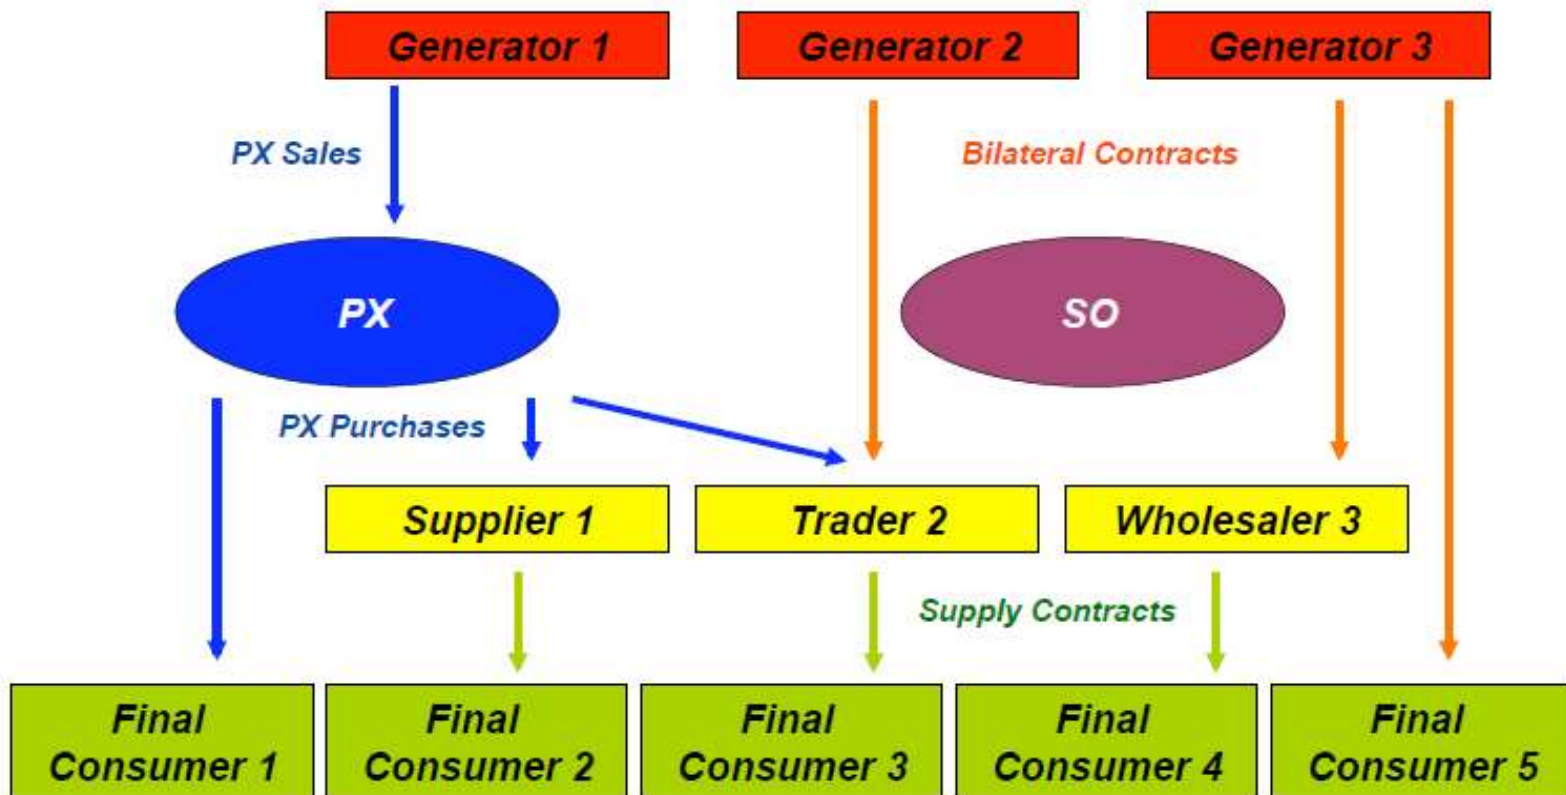 Generator 1
Generator 2
Generator 3
PX Sales
Bilateral Contracts
PX
SO
PX Purchases
Supplier 1
Trader 2
Wholesaler 3
Supply Contracts
Final
Consumer 1
Final
Consumer 2
Final
Consumer 3
Final
Consumer 4
Final
Consumer 5